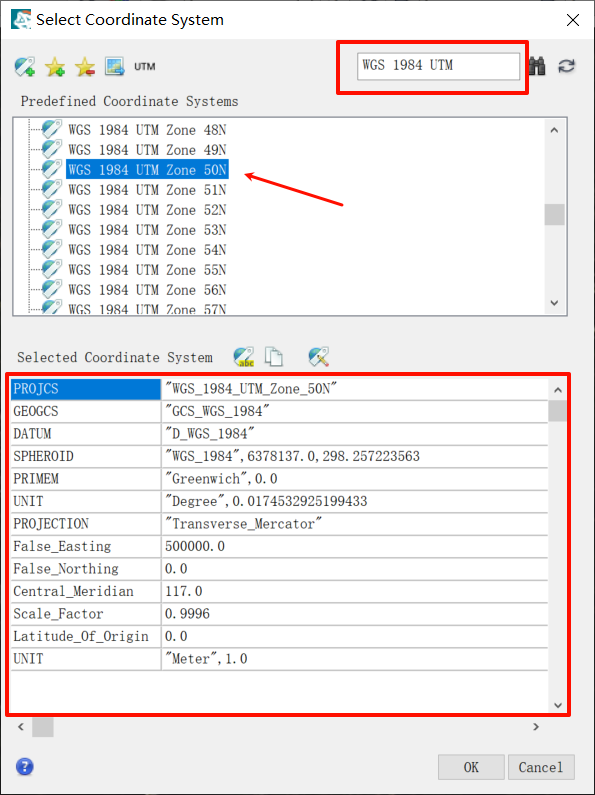 Select Coordinate System
UTM
WGS 1984 UTM
Predefined Coordinate Systems
WGS 1984 UTM Zone 48N
WGS 1984 UTM Zone 49N
WGS 1984 UTM Zone 50N
WGS 1984 UTM Zone 51N
WGS 1984 UTM Zone 52N
WGS 1984 UTM Zone 53N
WGS 1984 UTM Zone 54N
WGS 1984 UTM Zone 55N
WGS 1984 UTM Zone 56N
WGS 1984 UTM Zone 57N
Selected Coordinate System
abc
PROJCS "WGS_1984_UTM_Zone_50N"
GEOGCS "GCS_WGS_1984"
DATUM "D_WGS_1984"
SPHEROID "WGS_1984",6378137.0,298.257223563
PRIMEM "Greenwich",0.0
UNIT "Degree",0.0174532925199433
PROJECTION "Transverse_Mercator"
False_Easting 500000.0
False_Northing 0.0
Central_Meridian 117.0
Scale_Factor 0.9996
Latitude_Of_Origin 0.0
UNIT "Meter",1.0
?
OK
Cancel